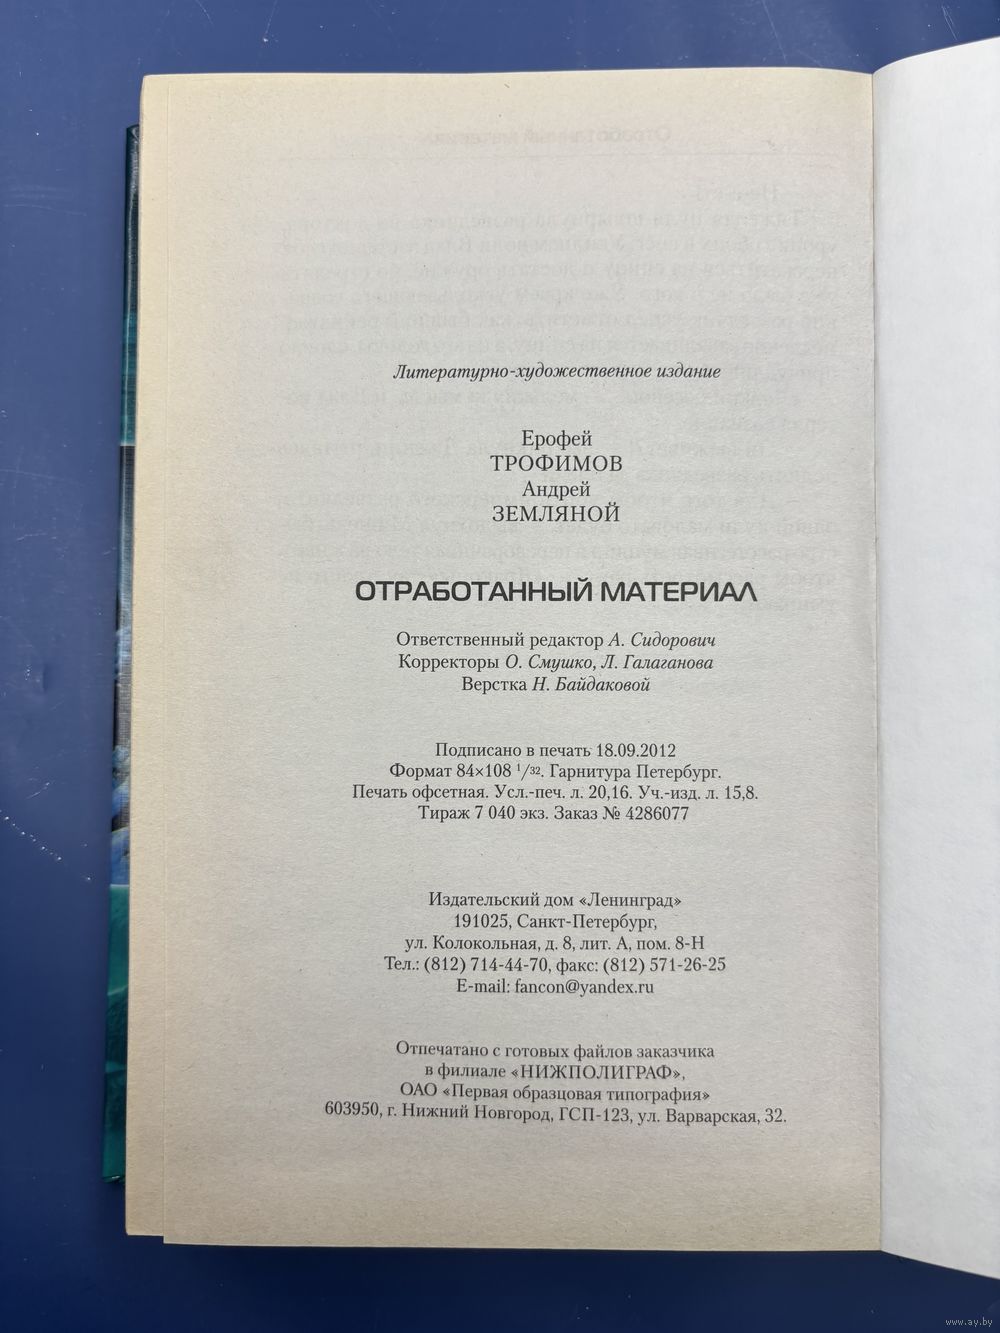 Литературно-художественное издание
Ерофей
ТРОФИМОВ
Андрей
ЗЕМЛЯНОЙ
ОТРАБОТАННЫЙ МАТЕРИАЛ
Ответственный редактор А. Сидорович
Корректоры О. Смушко, Л. Галаганова
Верстка Н. Байдаковой
Подписано в печать 18.09.2012
Формат 84×108 1/32. Гарнитура Петербург.
Печать офсетная. Усл.-печ. л. 20,16. Уч.-изд. л. 15,8.
Тираж 7 040 экз. Заказ № 4286077
Издательский дом «Ленинград»
191025, Санкт-Петербург,
ул. Колокольная, д. 8, лит. А, пом. 8-Н
Тел.: (812) 714-44-70, факс: (812) 571-26-25
E-mail: fancon@yandex.ru
Отпечатано с готовых файлов заказчика
в филиале «НИЖПОЛИГРАФ»,
ОАО «Первая образцовая типография»
603950, г. Нижний Новгород, ГСП-123, ул. Варварская, 32.
www.ay.by